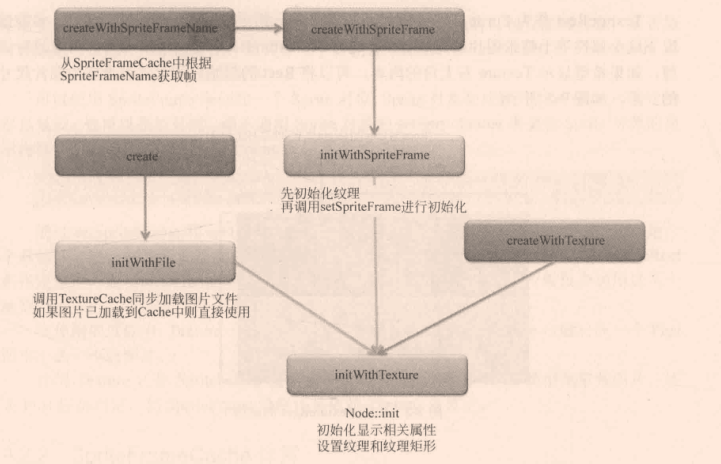 createWithSpriteFrameName
createWithSpriteFrame
从SpriteFrameCache中根据
SpriteFrameName获取帧
create
initWithSpriteFrame
先初始化纹理
再调用setSpriteFrame进行初始化
createWithTexture
initWithFile
调用TextureCache同步加载图片文件
如果图片已加载到Cache中则直接使用
initWithTexture
Node::init
初始化显示相关属性
设置纹理和纹理矩形